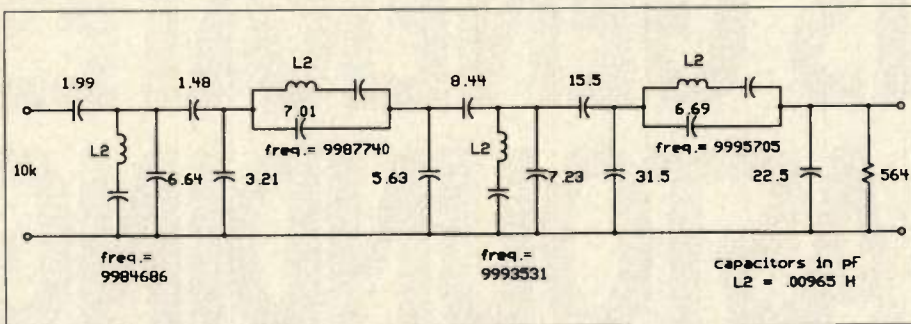 L2
1.99
1.48
8.44
15.5
L2
7.01
6.69
freq.= 9987740
freq.= 9995705
L2
L2
10k
6.64
3.21
5.63
7.23
31.5
22.5
564
freq.=
9984686
freq.=
9993531
capacitors in pF
L2 = .00965 H